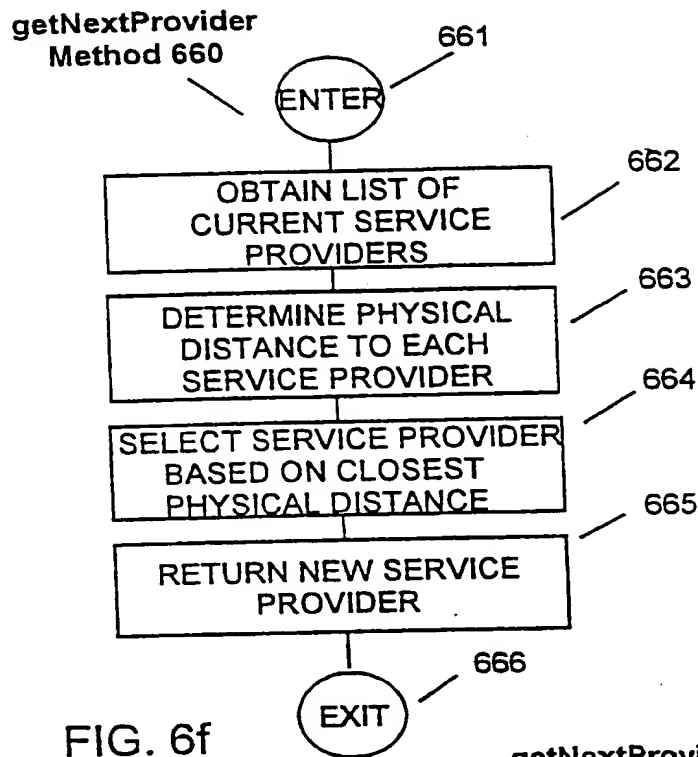 getNextProvider
Method 660
661
ENTER
662
OBTAIN LIST OF
CURRENT SERVICE
PROVIDERS
663
DETERMINE PHYSICAL
DISTANCE TO EACH
SERVICE PROVIDER
664
SELECT SERVICE PROVIDER
BASED ON CLOSEST
PHYSICAL DISTANCE
665
RETURN NEW SERVICE
PROVIDER
666
EXIT
FIG. 6f